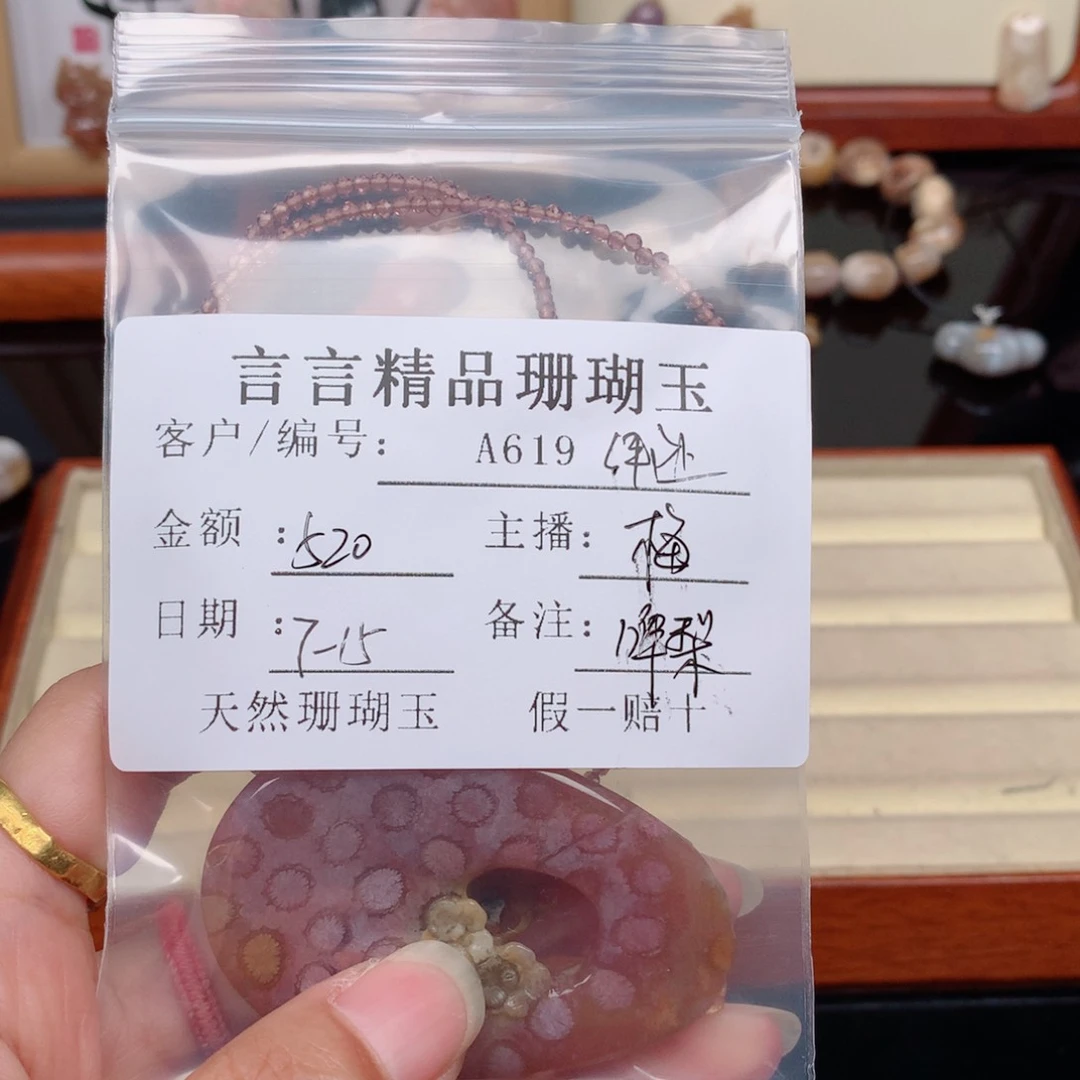 言言精品珊瑚玉
客户/编号: A619
金额 :520 主播: 梅
日期 :7-15 备注:
天然珊瑚玉 假一赔十